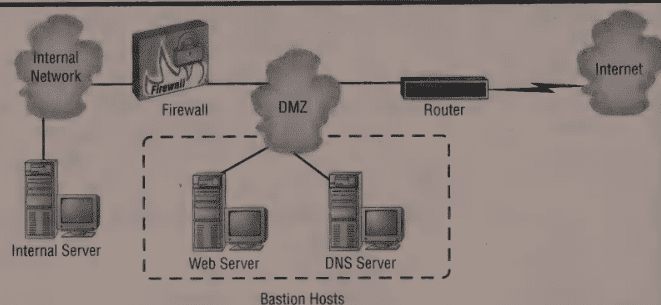 Internal
Network
Firewall
Firewall
DMZ
Router
Internet
Internal Server
Web Server
DNS Server
Bastion Hosts